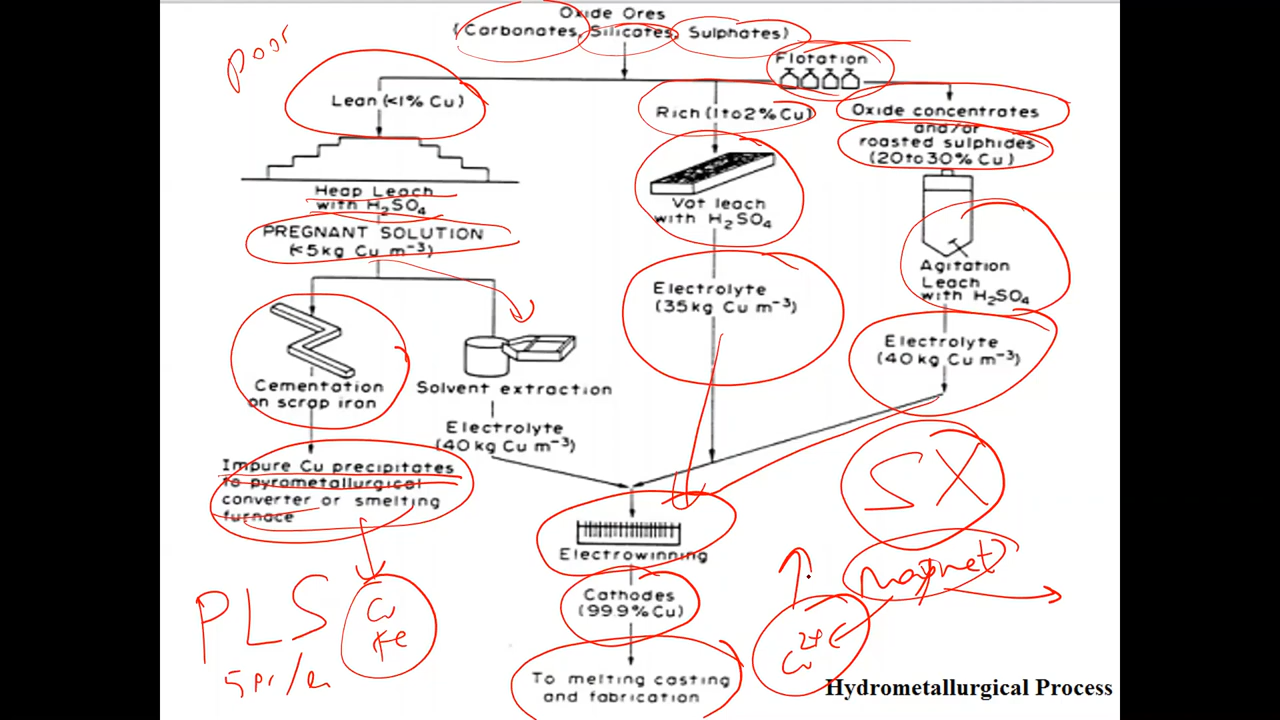 Oxide Ores
(Carbonates, Silicates, Sulphates)
poor
Flotation
Lean (<1% Cu)
Rich (1 to 2% Cu)
Oxide concentrates
and/or
roasted sulphides
(20 to 30% Cu)
Heap Leach
with H₂SO₄
PREGNANT SOLUTION
(<5 kg Cu m⁻³)
Vat leach
with H₂SO₄
Agitation
Leach
with H₂SO₄
Electrolyte
(35 kg Cu m⁻³)
Electrolyte
(40 kg Cu m⁻³)
Cementation
on scrap iron
Solvent extraction
Electrolyte
(40 kg Cu m⁻³)
Impure Cu precipitates
to pyrometallurgical
converter or smelting
furnace
SX
Electrowinning
Magnet
Cathodes
(99.9% Cu)
PLS
Cu
Fe
Cu²⁺
To melting casting
and fabrication
Hydrometallurgical Process